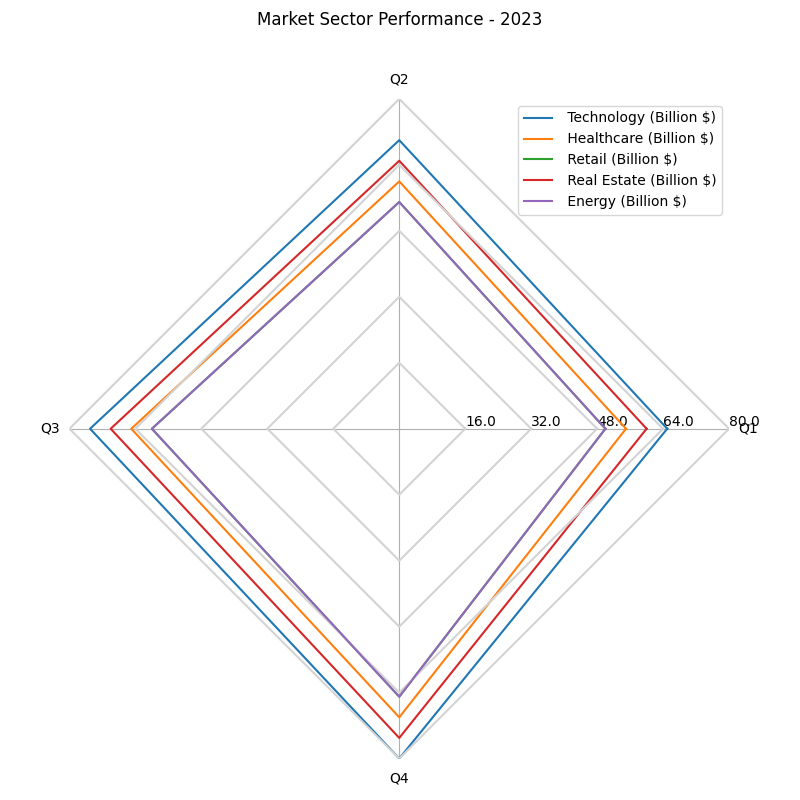 Market Sector Performance - 2023
Q2
Technology (Billion $)
Healthcare (Billion $)
Retail (Billion $)
Real Estate (Billion $)
Energy (Billion $)
Q3
16.0 32.0 48.0 64.0 80.0
Q1
Q4